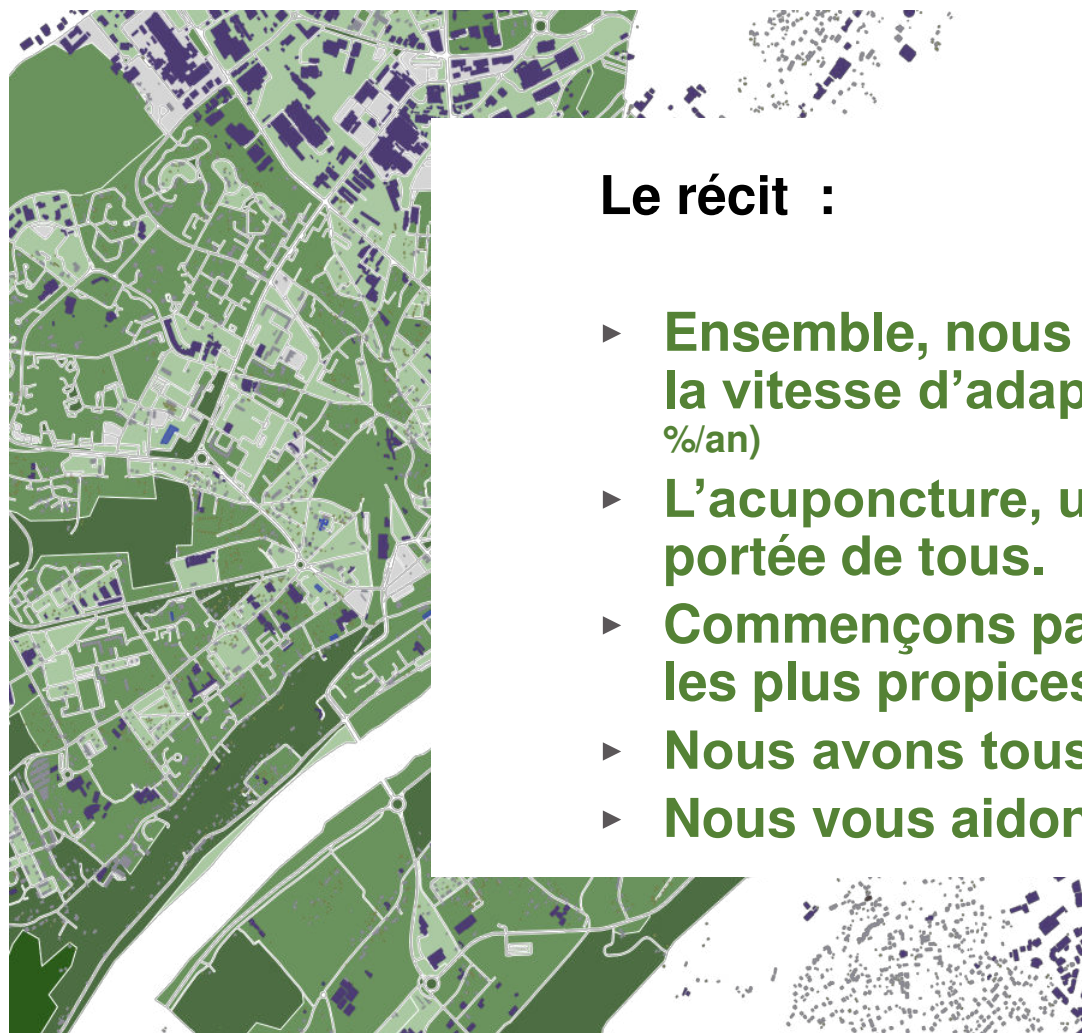 Le récit :
► Ensemble, nous
la vitesse d’adap
%/an)
► L’acuponcture, u
portée de tous.
► Commençons pa
les plus propices
► Nous avons tous
► Nous vous aidon